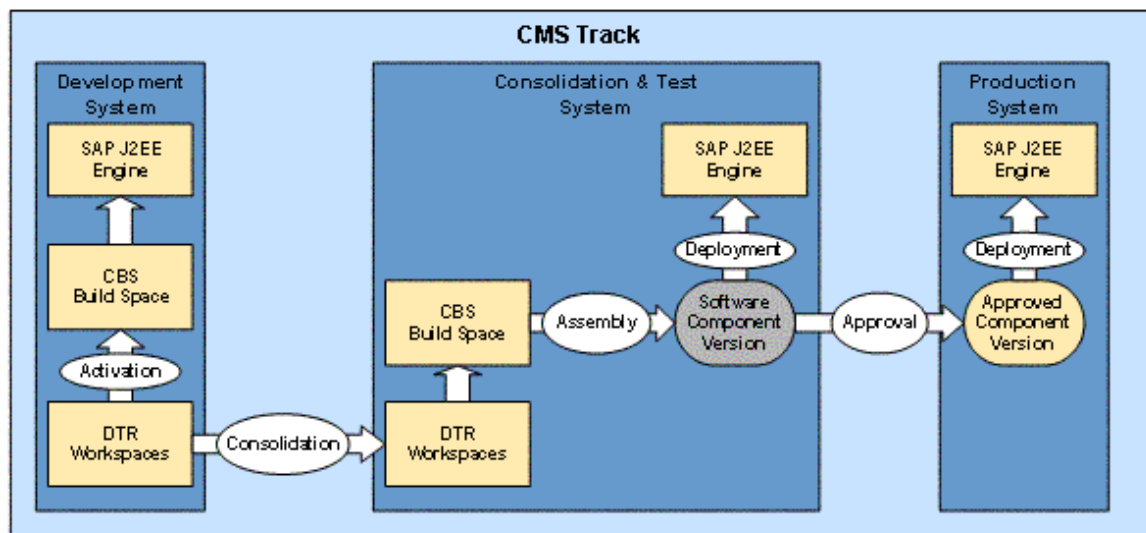 CMS Track
Development
System
SAP J2EE
Engine
CBS
Build Space
Activation
DTR
Workspaces
Consolidation
Consolidation & Test
System
SAP J2EE
Engine
Deployment
CBS
Build Space
Assembly
Software
Component
Version
DTR
Workspaces
Approval
Production
System
SAP J2EE
Engine
Deployment
Approved
Component
Version